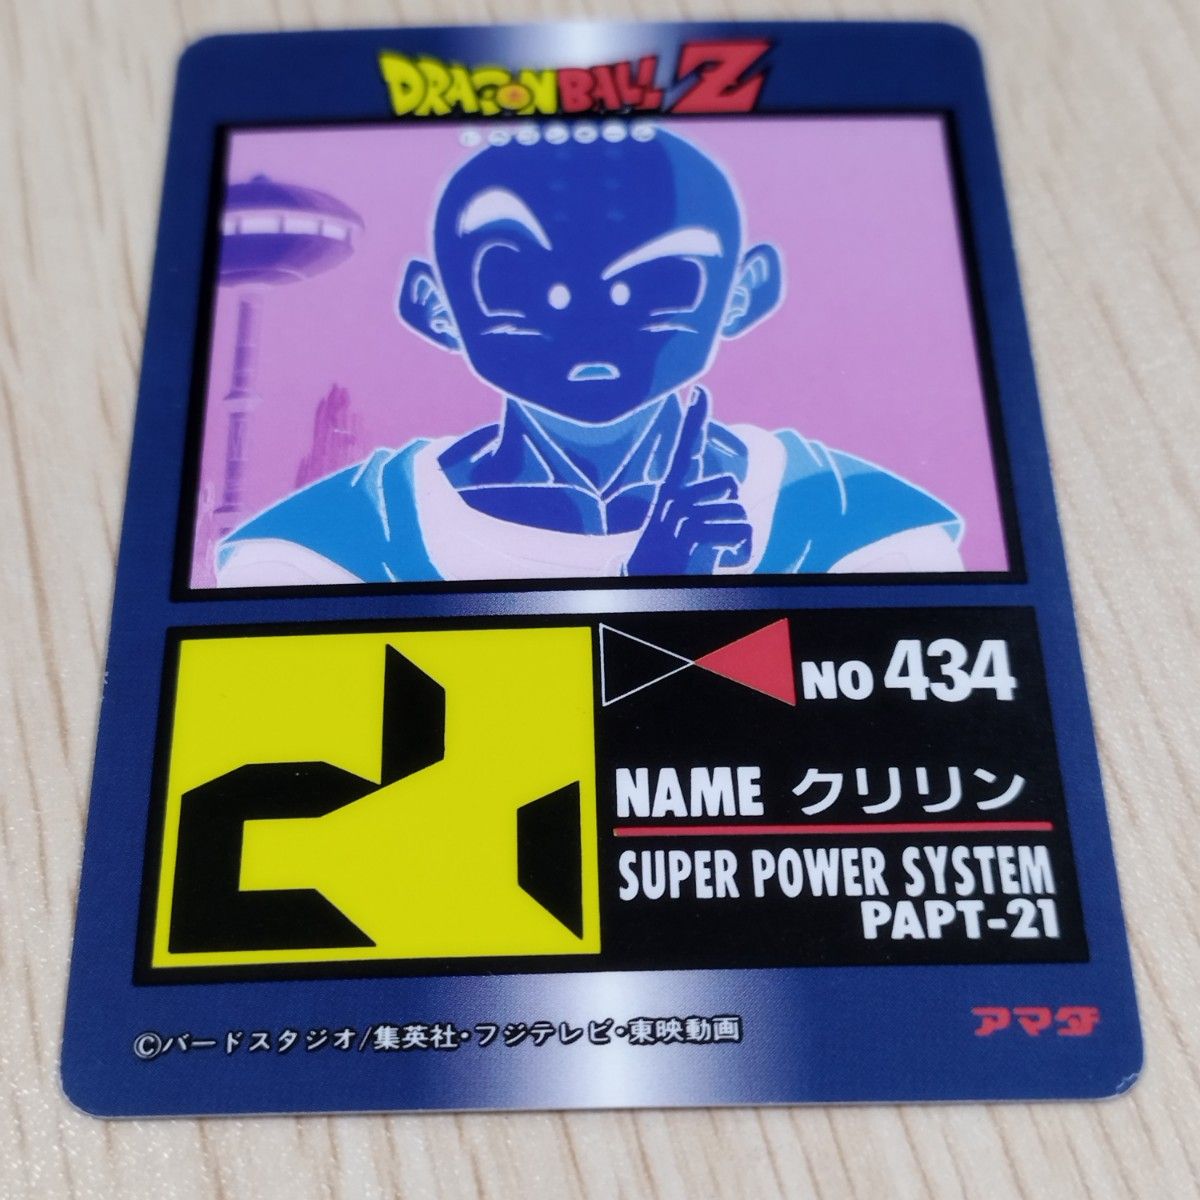 DRAGON BALL Z
NO 434
NAME クリリン
SUPER POWER SYSTEM
PAPT-21
アマダ
©バードスタジオ/集英社・フジテレビ・東映動画